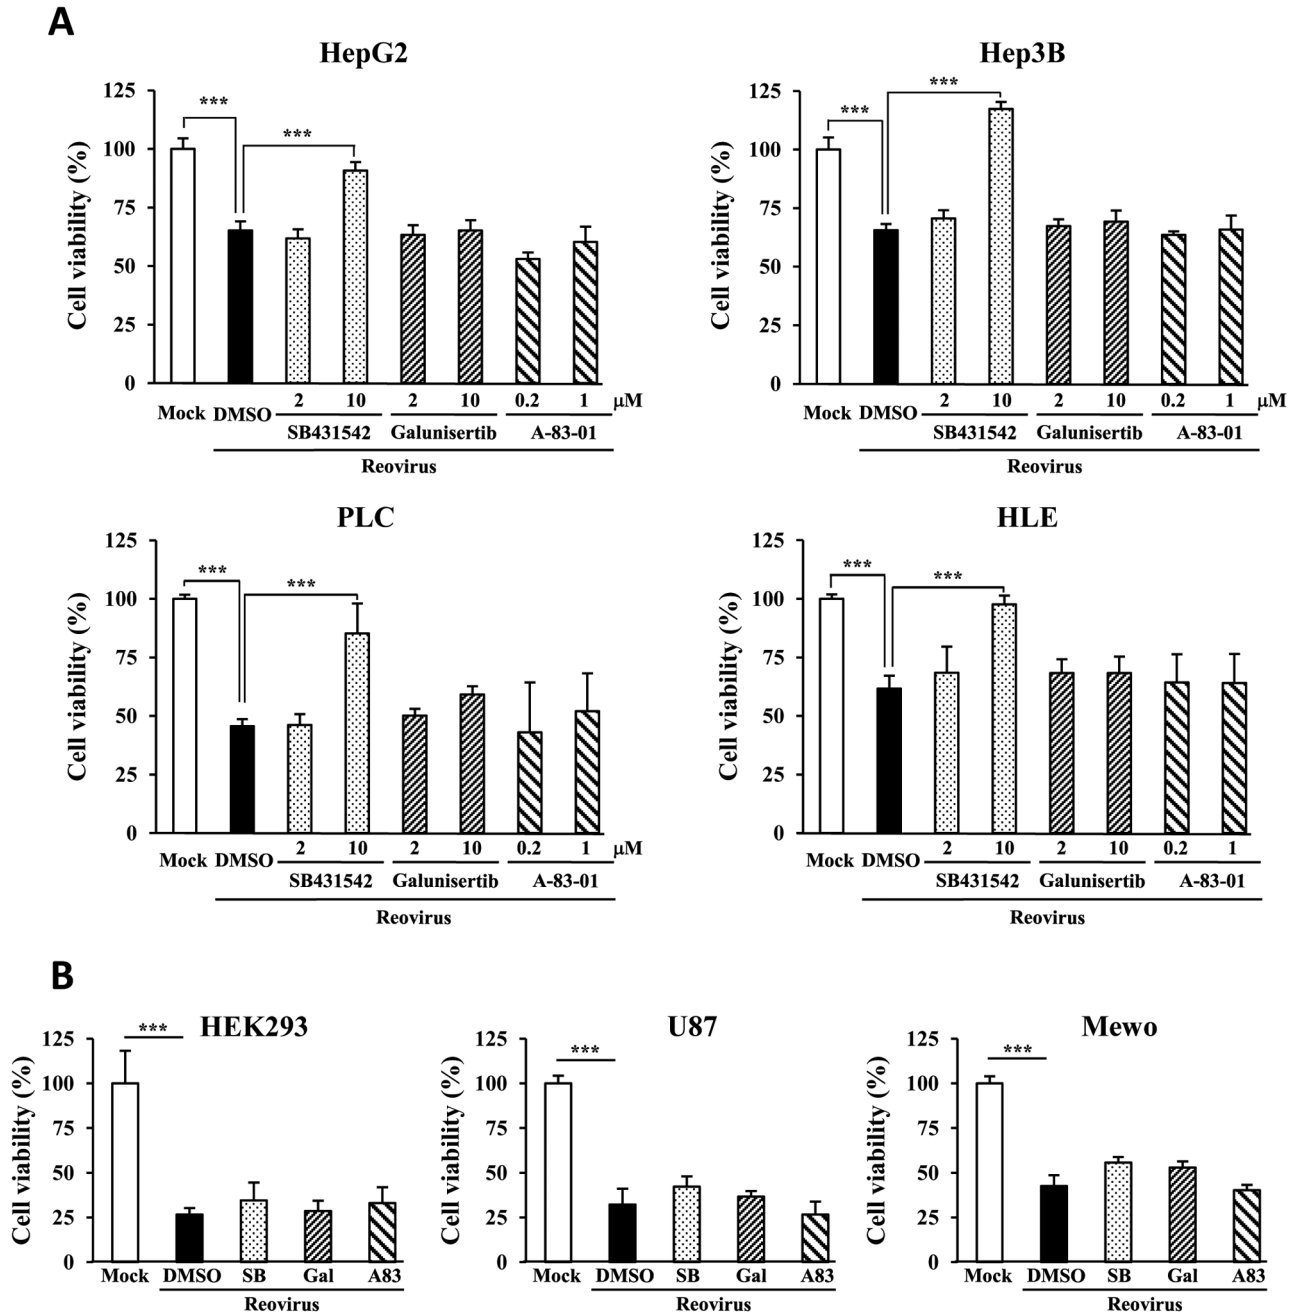 A
HepG2
Cell viability (%)
125
100
75
50
25
0
***
***
Mock DMSO 2 10 2 10 0.2 1 μM
SB431542 Galunisertib A-83-01
Reovirus
Hep3B
Cell viability (%)
125
100
75
50
25
0
***
***
Mock DMSO 2 10 2 10 0.2 1 μM
SB431542 Galunisertib A-83-01
Reovirus
PLC
Cell viability (%)
125
100
75
50
25
0
***
***
Mock DMSO 2 10 2 10 0.2 1 μM
SB431542 Galunisertib A-83-01
Reovirus
HLE
Cell viability (%)
125
100
75
50
25
0
***
***
Mock DMSO 2 10 2 10 0.2 1
SB431542 Galunisertib A-83-01
Reovirus
B
HEK293
Cell viability (%)
125
100
75
50
25
0
***
Mock DMSO SB Gal A83
Reovirus
U87
Cell viability (%)
125
100
75
50
25
0
***
Mock DMSO SB Gal A83
Reovirus
Mewo
Cell viability (%)
125
100
75
50
25
0
***
Mock DMSO SB Gal A83
Reovirus